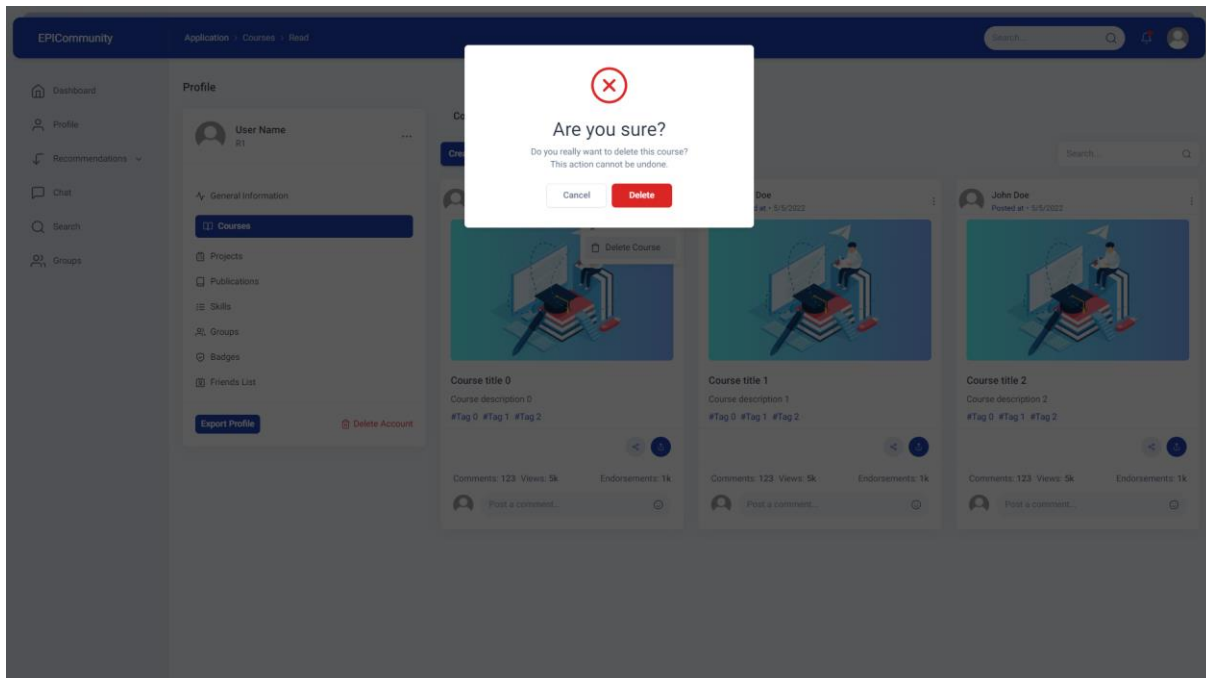 EPICommunity
Application > Courses > Read
Search...
Dashboard
Profile
Recommendations
Chat
Search
Groups
Profile
User Name
General Information
Courses
Projects
Publications
Skills
Groups
Badges
Friends List
Export Profile
Delete Account
Are you sure?
Do you really want to delete this course?
This action cannot be undone.
Cancel
Delete
Search...
Delete Course
Doe
- 5/5/2022
John Doe
Posted at - 5/5/2022
Course title 0
Course description 0
#Tag 0 #Tag 1 #Tag 2
Comments: 123 Views: 5k Endorsements: 1k
Post a comment...
Course title 1
Course description 1
#Tag 0 #Tag 1 #Tag 2
Comments: 123 Views: 5k Endorsements: 1k
Post a comment...
Course title 2
Course description 2
#Tag 0 #Tag 1 #Tag 2
Comments: 123 Views: 5k Endorsements: 1k
Post a comment...